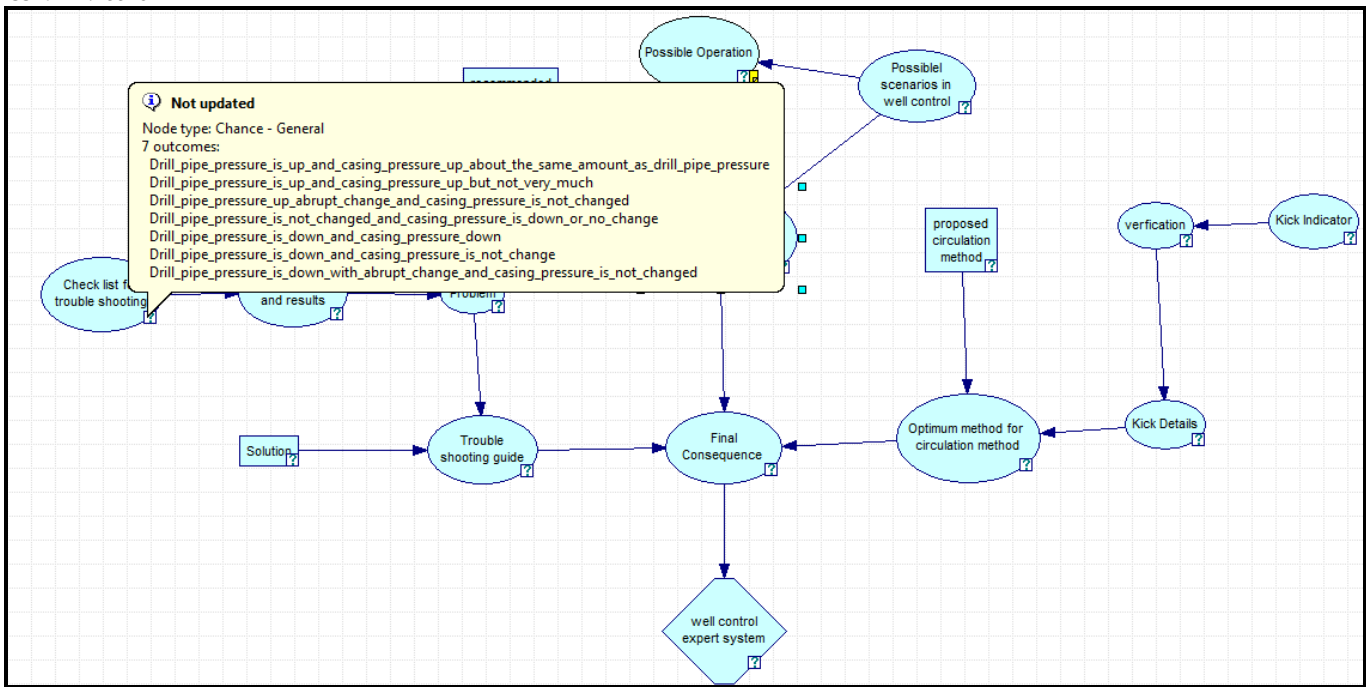 Possible Operation
Possiblel
scenarios in
well control
Not updated
Node type: Chance - General
7 outcomes:
Drill_pipe_pressure_is_up_and_casing_pressure_up_about_the_same_amount_as_drill_pipe_pressure
Drill_pipe_pressure_is_up_and_casing_pressure_up_but_not_very_much
Drill_pipe_pressure_up_abrupt_change_and_casing_pressure_is_not_changed
Drill_pipe_pressure_is_not_changed_and_casing_pressure_is_down_or_no_change
Drill_pipe_pressure_is_down_and_casing_pressure_down
Drill_pipe_pressure_is_down_and_casing_pressure_is_not_change
Drill_pipe_pressure_is_down_with_abrupt_change_and_casing_pressure_is_not_changed
proposed
circulation
method
verfication
Kick Indicator
Check list
trouble shooting
and results
Problem
Solution
Trouble
shooting guide
Final
Consequence
Optimum method for
circulation method
Kick Details
well control
expert system